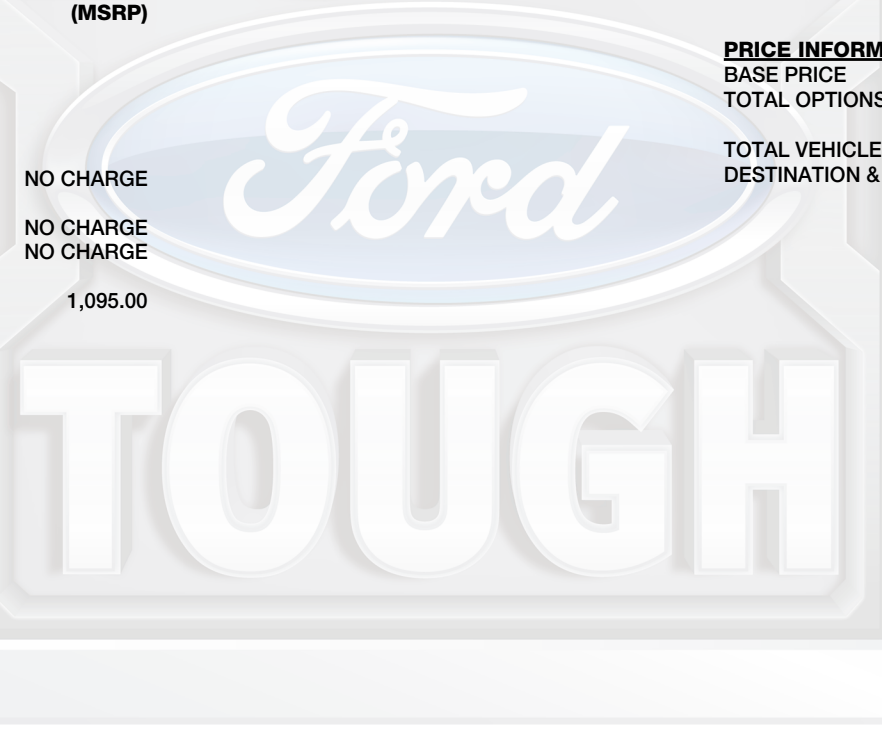 (MSRP)
NO CHARGE
NO CHARGE
NO CHARGE
1,095.00
PRICE INFORM
BASE PRICE
TOTAL OPTIONS
TOTAL VEHICLE
DESTINATION &
Ford
TOUGH